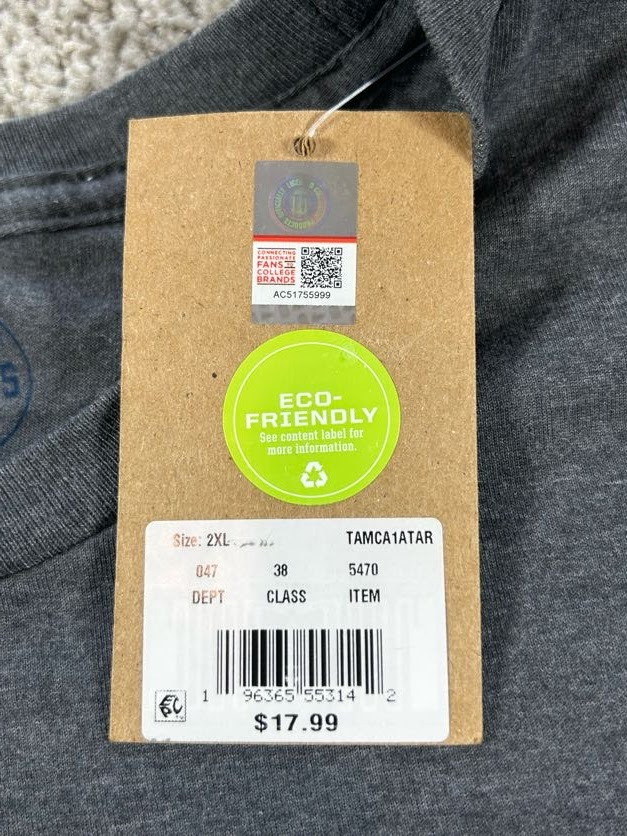 CONNECTING
PASSIONATE
FANS TO
COLLEGE
BRANDS
AC51755999
ECO-
FRIENDLY
See content label for
more information.
Size: 2XL
TAMCA1ATAR
047 38 5470
DEPT CLASS ITEM
1 96365 55314 2
$17.99